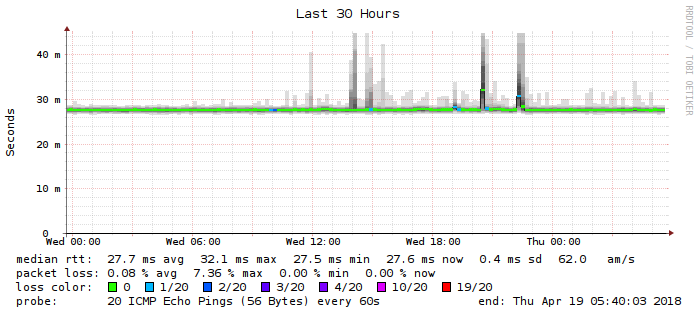 Last 30 Hours
RRDTOOL / TOBI OETIKER
Seconds
40 m
30 m
20 m
10 m
0
Wed 00:00 Wed 06:00 Wed 12:00 Wed 18:00 Thu 00:00
median rtt: 27.7 ms avg 32.1 ms max 27.5 ms min 27.6 ms now 0.4 ms sd 62.0 am/s
packet loss: 0.08 % avg 7.36 % max 0.00 % min 0.00 % now
loss color: 0 1/20 2/20 3/20 4/20 10/20 19/20
probe: 20 ICMP Echo Pings (56 Bytes) every 60s end: Thu Apr 19 05:40:03 2018